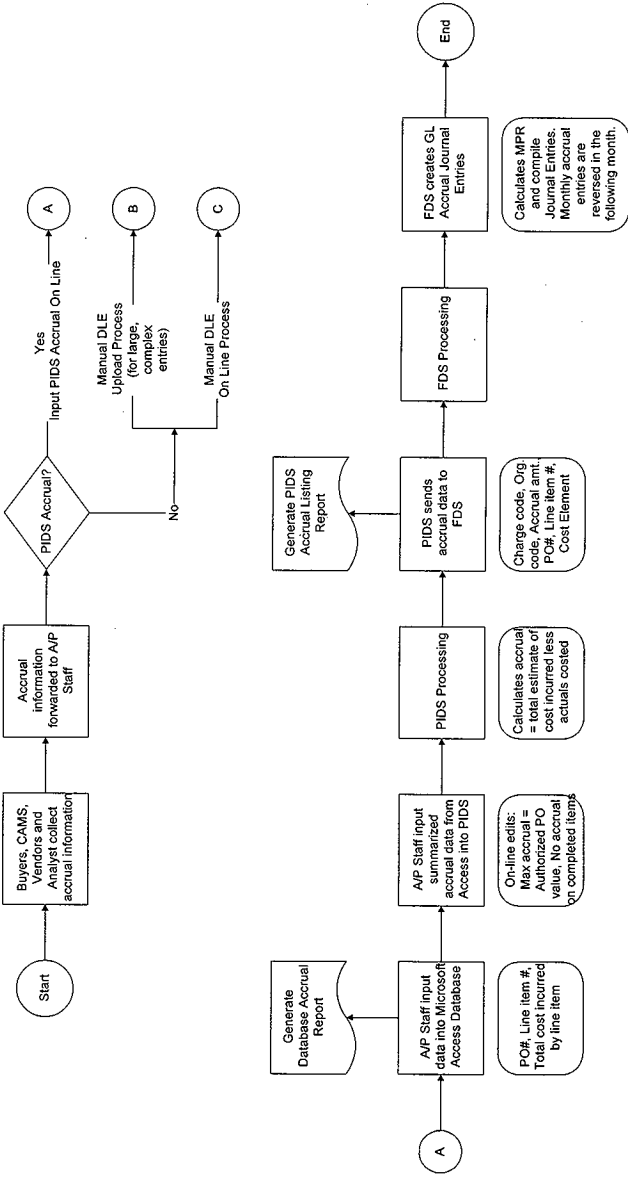 Start
Buyers, CAMS,
Vendors and
Analyst collect
accrual information
Accrual
information
forwarded to A/P
Staff
PIDS Accrual?
Yes
Input PIDS Accrual On Line
A
No
Manual DLE
Upload Process
(for large,
complex
entries)
B
Manual DLE
On Line Process
C
A
Generate
Database Accrual
Report
A/P Staff input
data into Microsoft
Access Database
PO#, Line item #,
Total cost incurred
by line item
A/P Staff input
summarized
accrual data from
Access into PIDS
On-line edits:
Max accrual =
Authorized PO
value, No accrual
on completed items
PIDS Processing
Calculates accrual
= total estimate of
cost incurred less
actuals costed
Generate PIDS
Accrual Listing
Report
PIDS sends
accrual data to
FDS
Charge code, Org.
code, Accrual amt.,
PO#, Line item #,
Cost Element
FDS Processing
FDS creates GL
Accrual Journal
Entries
Calculates MPR
and compile
Journal Entries.
Monthly accrual
entries are
reversed in the
following month.
End